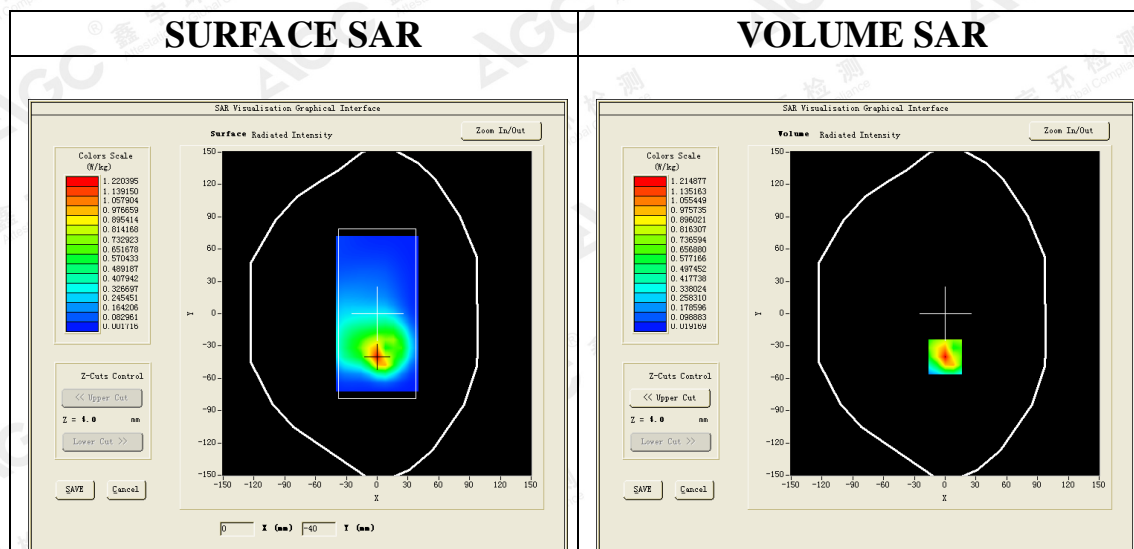 SURFACE SAR
VOLUME SAR
SAR Visualisation Graphical Interface
Surface Radiated Intensity
Zoom In/Out
Colors Scale
(W/kg)
1.220395
1.139150
1.057904
0.976659
0.895414
0.814168
0.732923
0.651678
0.570433
0.489187
0.407942
0.326697
0.245451
0.164206
0.082961
0.001716
Z-Cuts Control
<< Upper Cut
Z = 4.0 mm
Lower Cut >>
SAVE
Cancel
150
120
90
60
30
0
-30
-60
-90
-120
-150
Y
-150 -120 -90 -60 -30 0 30 60 90 120 150
X
0 X (mm) -40 Y (mm)
SAR Visualisation Graphical Interface
Volume Radiated Intensity
Zoom In/Out
Colors Scale
(W/kg)
1.214877
1.135163
1.055449
0.975735
0.896021
0.816307
0.736594
0.656880
0.577166
0.497452
0.417738
0.338024
0.258310
0.178596
0.098883
0.019169
Z-Cuts Control
<< Upper Cut
Z = 4.0 mm
Lower Cut >>
SAVE
Cancel
150
120
90
60
30
0
-30
-60
-90
-120
-150
Y
-150 -120 -90 -60 -30 0 30 60 90 120 150
X